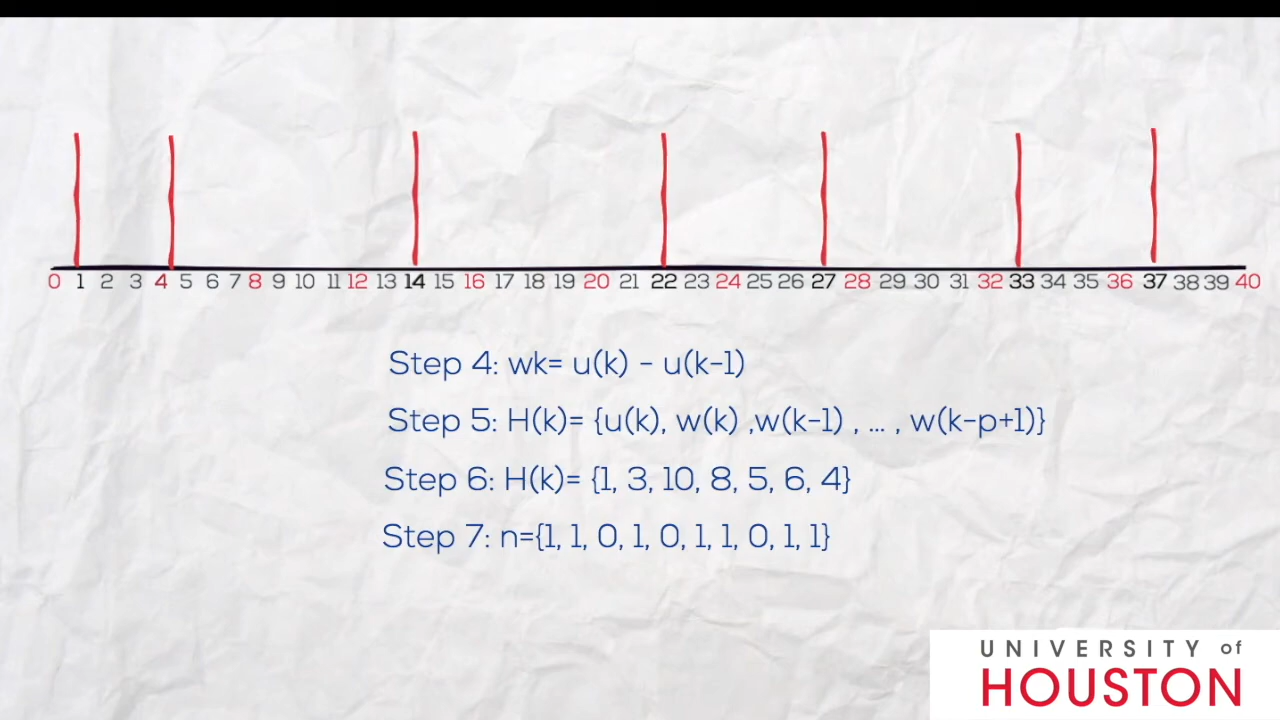 0 1 2 3 4 5 6 7 8 9 10 11 12 13 14 15 16 17 18 19 20 21 22 23 24 25 26 27 28 29 30 31 32 33 34 35 36 37 38 39 40
Step 4: wk= u(k) - u(k-1)
Step 5: H(k)= {u(k), w(k) ,w(k-1) , ... , w(k-p+1)}
Step 6: H(k)= {1, 3, 10, 8, 5, 6, 4}
Step 7: n={1, 1, 0, 1, 0, 1, 1, 0, 1, 1}
UNIVERSITY of
HOUSTON